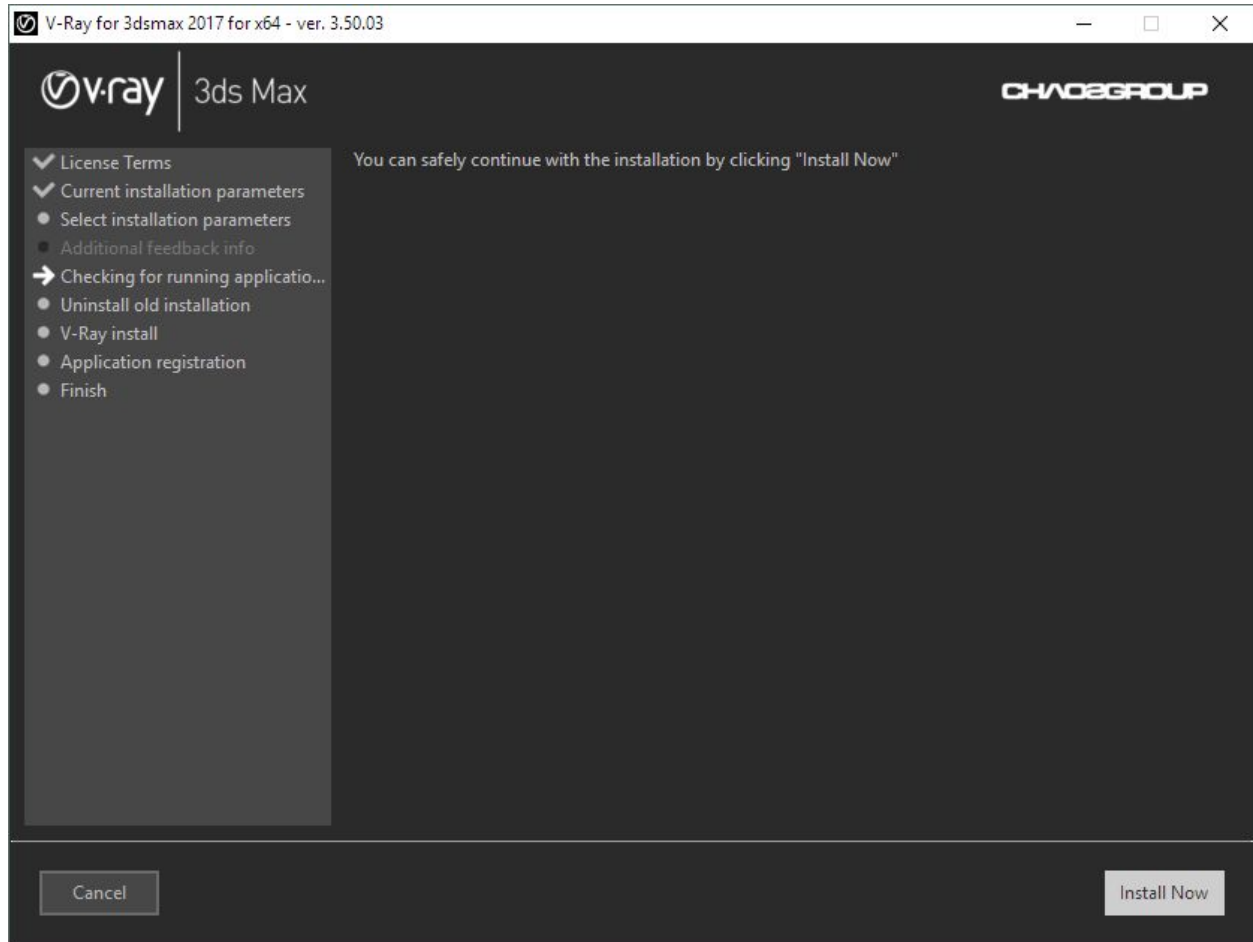 V-Ray for 3dsmax 2017 for x64 - ver. 3.50.03
v·ray 3ds Max
CHAOSGROUP
License Terms
Current installation parameters
Select installation parameters
Additional feedback info
Checking for running applicatio...
Uninstall old installation
V-Ray install
Application registration
Finish
You can safely continue with the installation by clicking "Install Now"
Cancel
Install Now